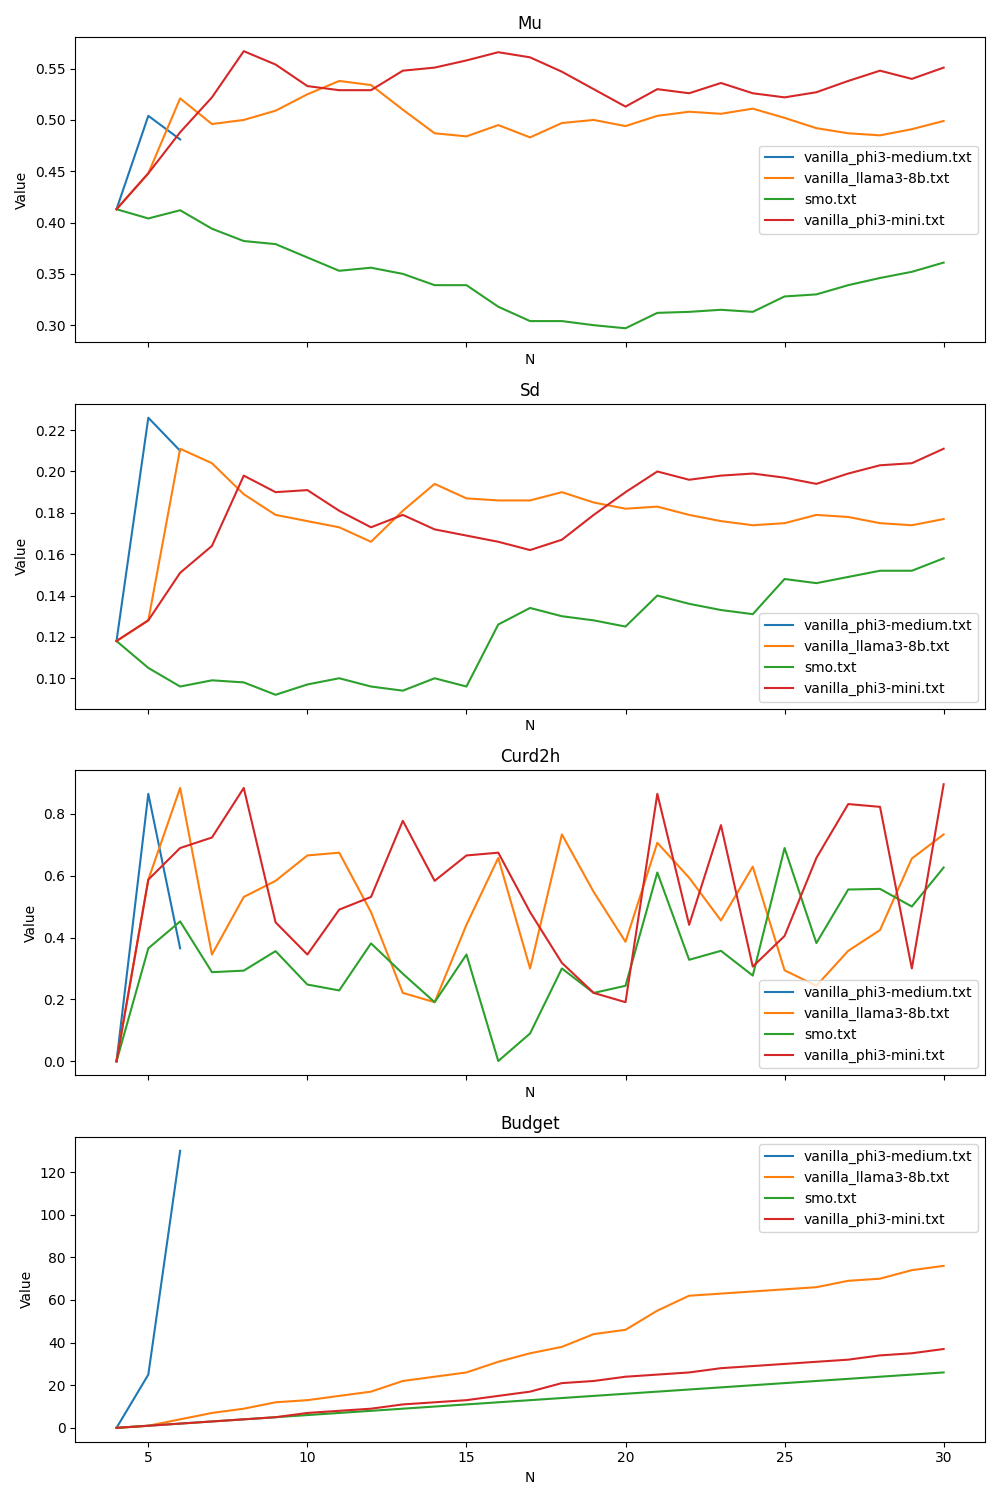 Mu
0.55
0.50
0.45
0.40
0.35
0.30
Value
vanilla_phi3-medium.txt
vanilla_llama3-8b.txt
smo.txt
vanilla_phi3-mini.txt
N
Sd
0.22
0.20
0.18
0.16
0.14
0.12
0.10
Value
vanilla_phi3-medium.txt
vanilla_llama3-8b.txt
smo.txt
vanilla_phi3-mini.txt
N
Curd2h
0.8
0.6
0.4
0.2
0.0
Value
vanilla_phi3-medium.txt
vanilla_llama3-8b.txt
smo.txt
vanilla_phi3-mini.txt
N
Budget
120
100
80
60
40
20
0
Value
vanilla_phi3-medium.txt
vanilla_llama3-8b.txt
smo.txt
vanilla_phi3-mini.txt
5 10 15 20 25 30
N